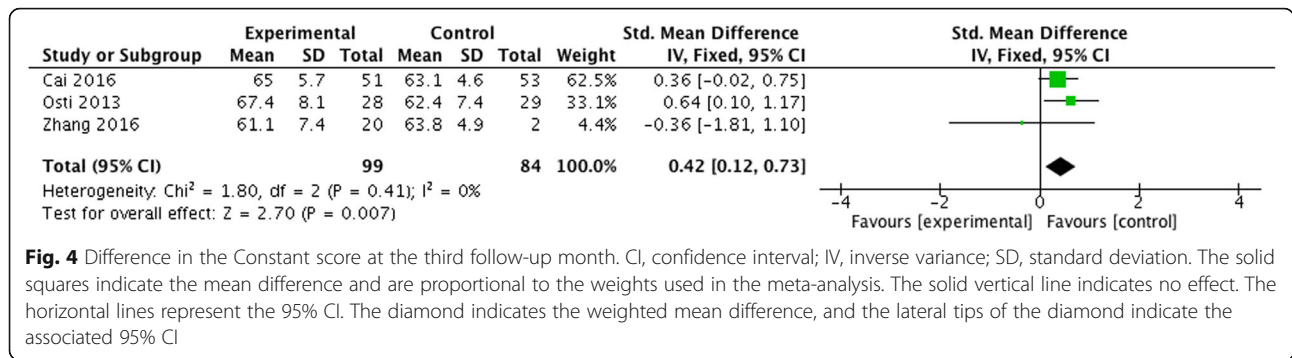 Experimental Control Std. Mean Difference Std. Mean Difference
Study or Subgroup Mean SD Total Mean SD Total Weight IV, Fixed, 95% CI IV, Fixed, 95% CI
Cai 2016 65 5.7 51 63.1 4.6 53 62.5% 0.36 [-0.02, 0.75]
Osti 2013 67.4 8.1 28 62.4 7.4 29 33.1% 0.64 [0.10, 1.17]
Zhang 2016 61.1 7.4 20 63.8 4.9 2 4.4% -0.36 [-1.81, 1.10]
Total (95% CI) 99 84 100.0% 0.42 [0.12, 0.73]
Heterogeneity: Chi² = 1.80, df = 2 (P = 0.41); I² = 0%
Test for overall effect: Z = 2.70 (P = 0.007)
-4 -2 0 2 4
Favours [experimental] Favours [control]
Fig. 4 Difference in the Constant score at the third follow-up month. CI, confidence interval; IV, inverse variance; SD, standard deviation. The solid
squares indicate the mean difference and are proportional to the weights used in the meta-analysis. The solid vertical line indicates no effect. The
horizontal lines represent the 95% CI. The diamond indicates the weighted mean difference, and the lateral tips of the diamond indicate the
associated 95% CI